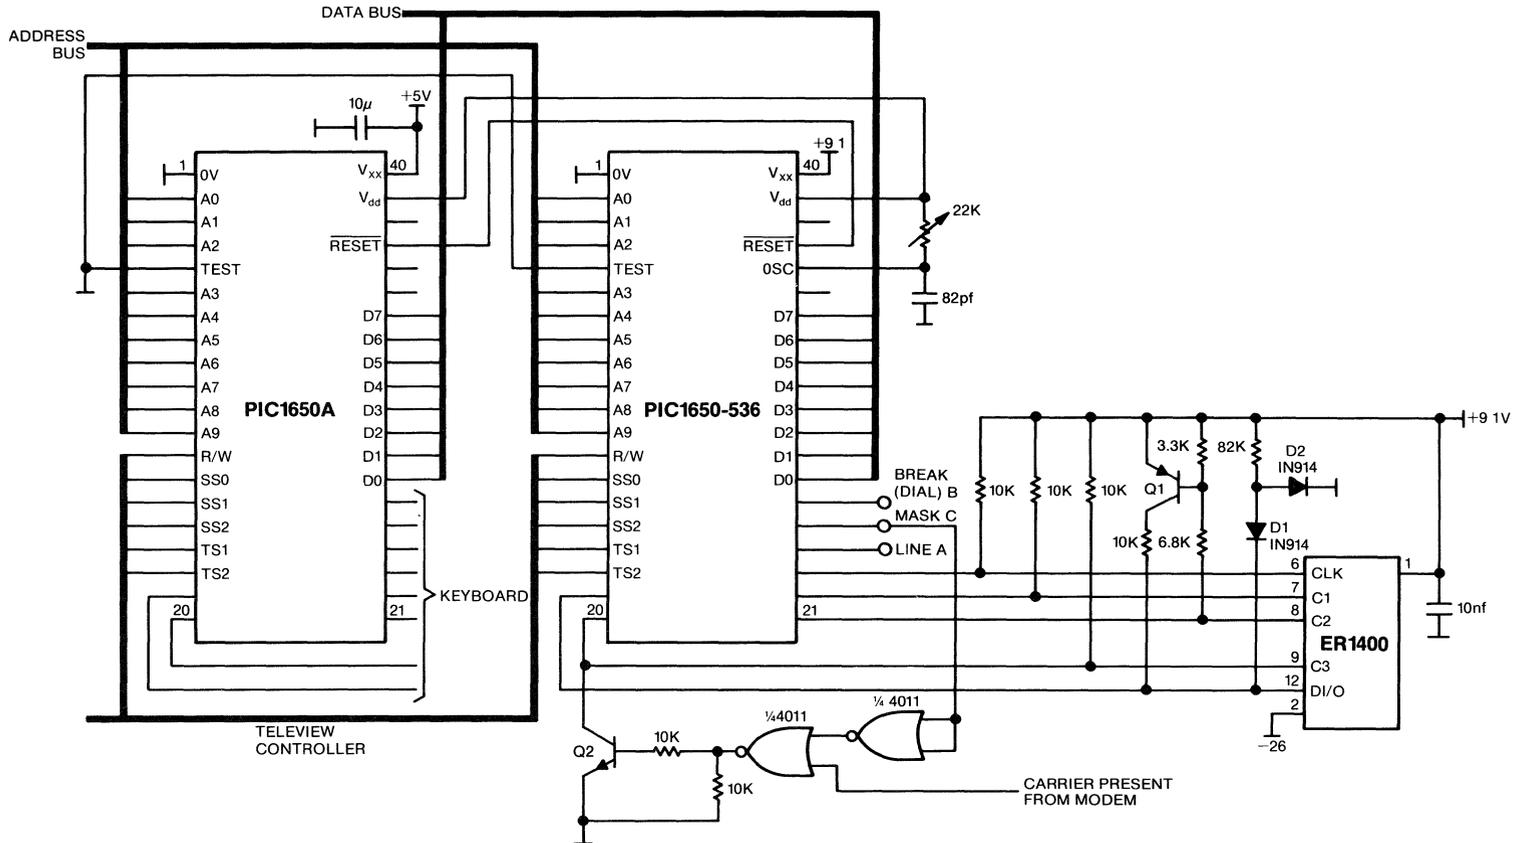 DATA BUS
ADDRESS
BUS
10μ
+5V
+9 1
1
0V
Vxx
40
A0
Vdd
A1
A2
RESET
TEST
A3
A4
D7
A5
D6
A6
D5
A7
D4
A8
PIC1650A
D3
A9
D2
R/W
D1
SS0
D0
SS1
SS2
TS1
TS2
20
21
KEYBOARD
1
0V
Vxx
40
A0
Vdd
A1
A2
RESET
TEST
0SC
A3
A4
D7
A5
D6
A6
D5
A7
D4
A8
PIC1650-536
D3
A9
D2
R/W
D1
SS0
D0
SS1
SS2
TS1
TS2
20
21
22K
82pf
BREAK
(DIAL) B
MASK C
LINE A
+9 1V
10K
10K
10K
3.3K
Q1
10K
6.8K
82K
D2
IN914
D1
IN914
6
CLK
1
7
C1
8
C2
10nf
ER1400
9
C3
12
DI/O
2
−26
TELEVIEW
CONTROLLER
Q2
10K
10K
¼4011
¼ 4011
CARRIER PRESENT
FROM MODEM